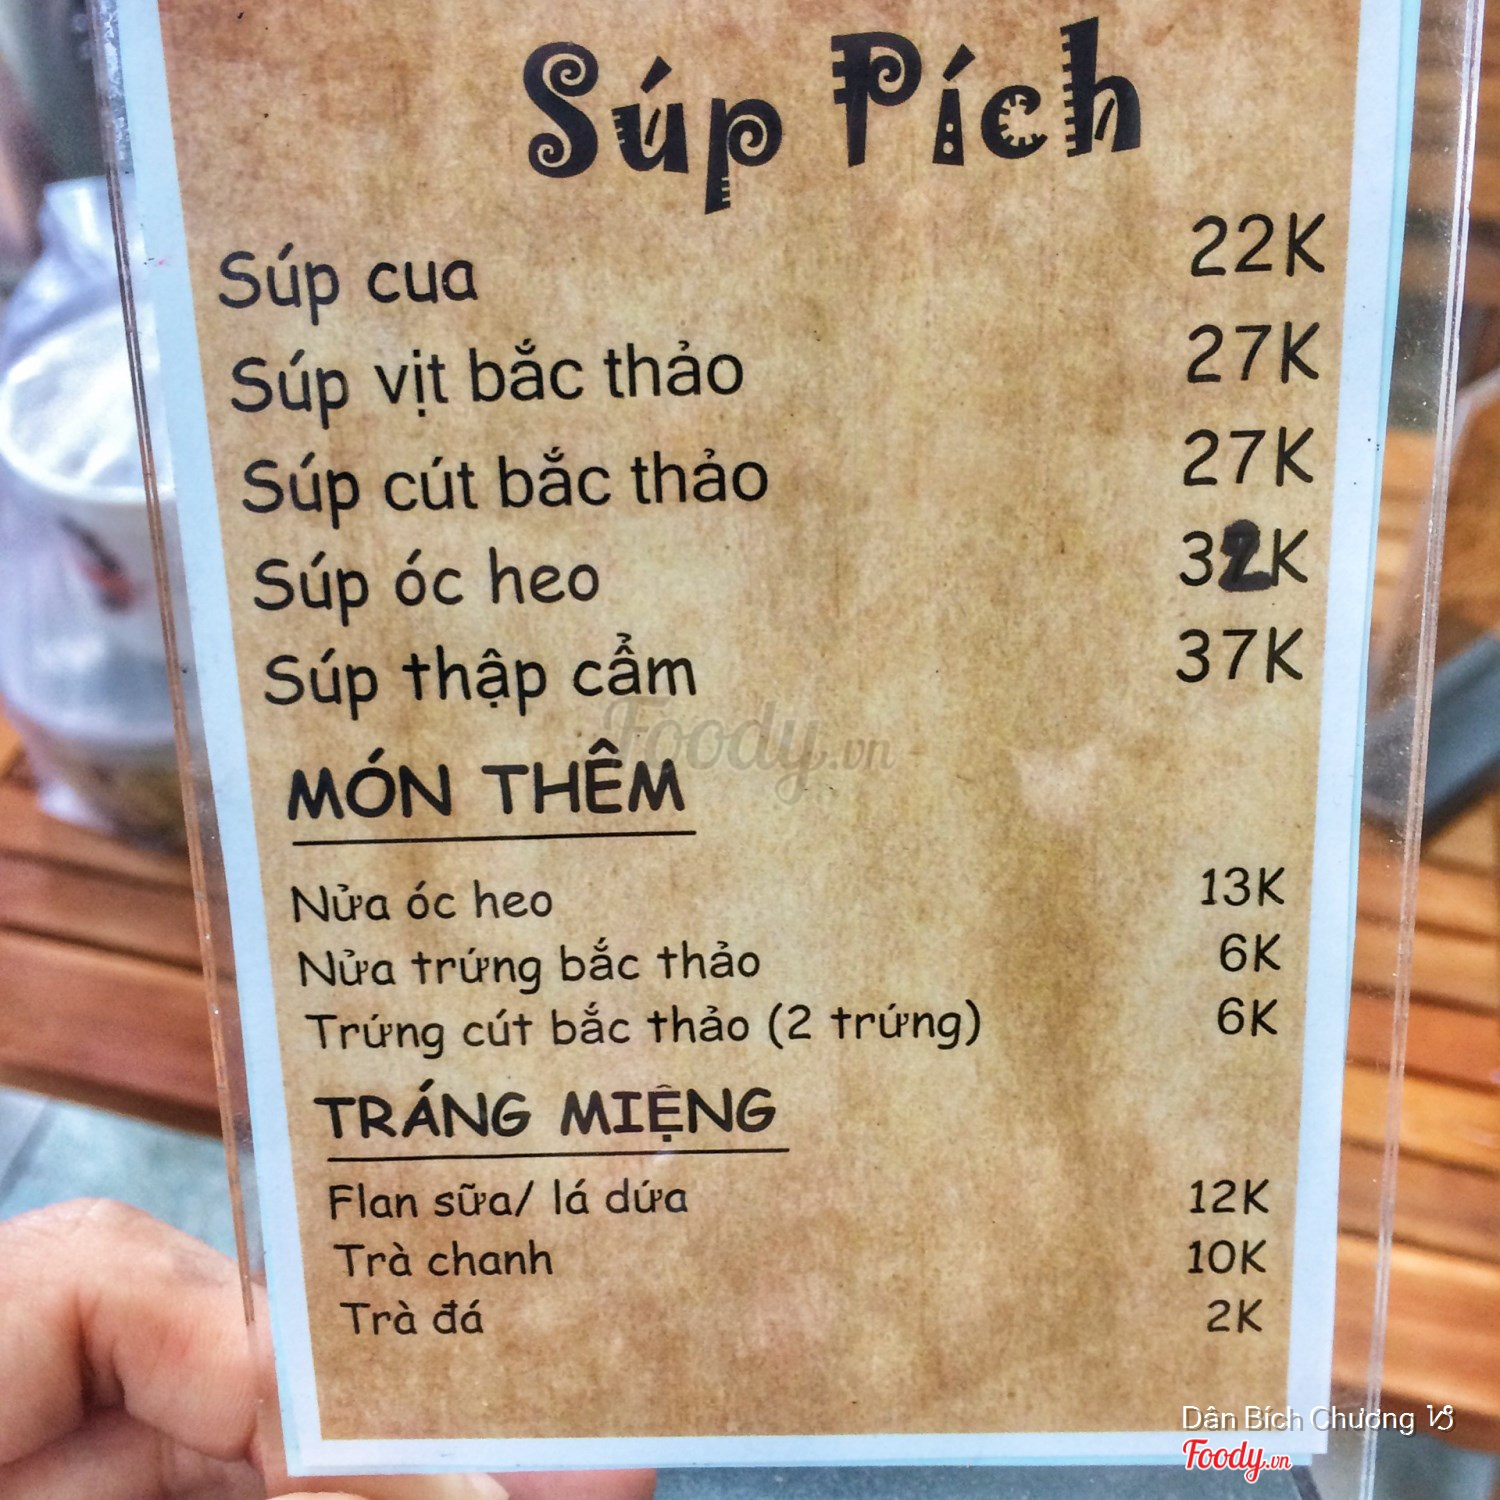 Súp Pích
Súp cua 22K
Súp vịt bắc thảo 27K
Súp cút bắc thảo 27K
Súp óc heo 32K
Súp thập cẩm 37K
Foody.vn
MÓN THÊM
Nửa óc heo 13K
Nửa trứng bắc thảo 6K
Trứng cút bắc thảo (2 trứng) 6K
TRÁNG MIỆNG
Flan sữa/ lá dứa 12K
Trà chanh 10K
Trà đá 2K
Dân Bích Chương ♑
Foody.vn